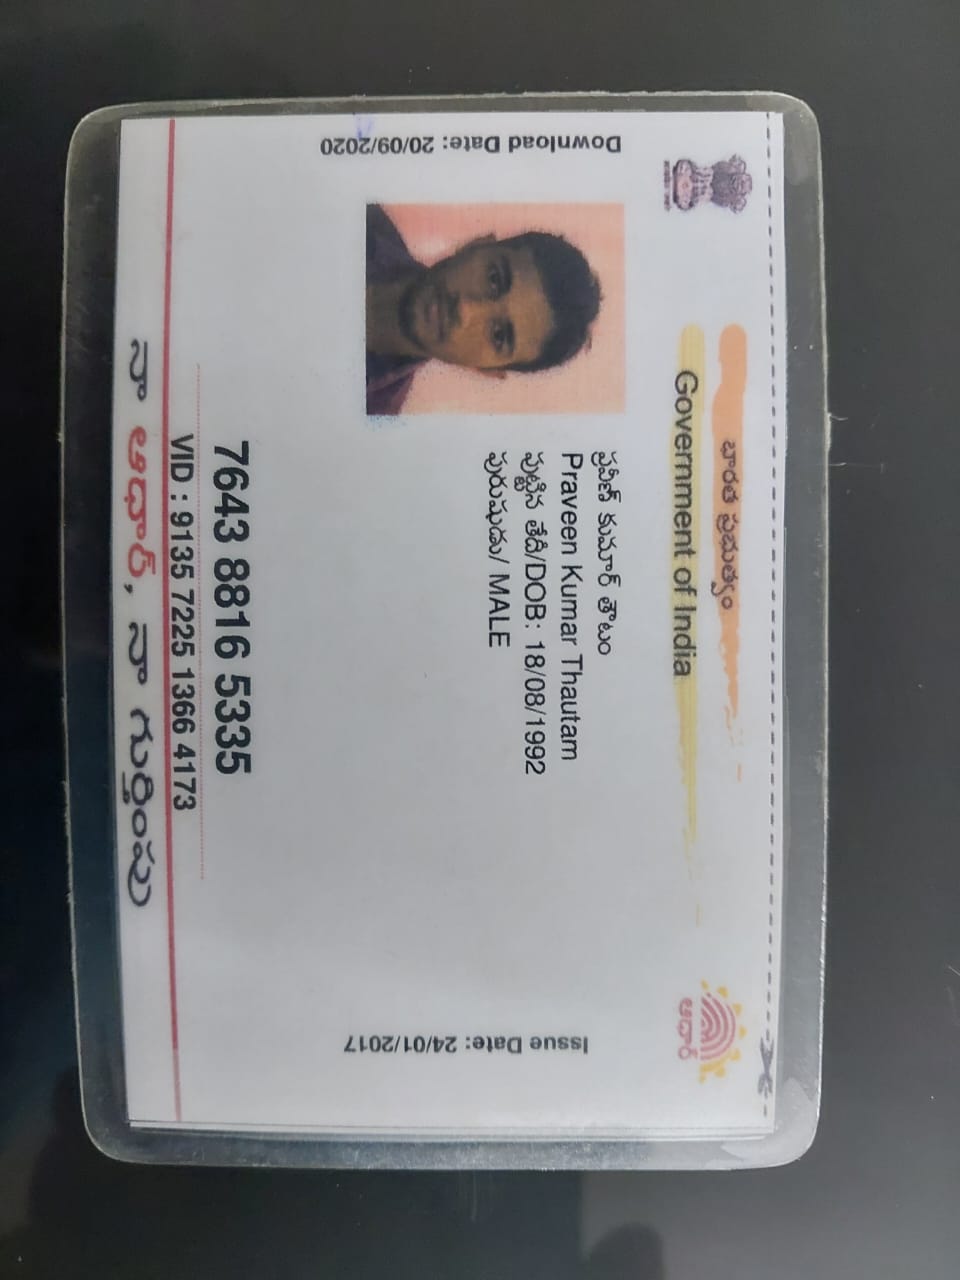 భారత ప్రభుత్వం
Government of India
Download Date: 20/09/2020
Issue Date: 24/01/2017
ప్రవీణ్ కుమార్ తౌటం
Praveen Kumar Thautam
పుట్టిన తేదీ/DOB: 18/08/1992
పురుషుడు/ MALE
7643 8816 5335
VID : 9135 7225 1366 4173
నా ఆధార్, నా గుర్తింపు
ఆధార్